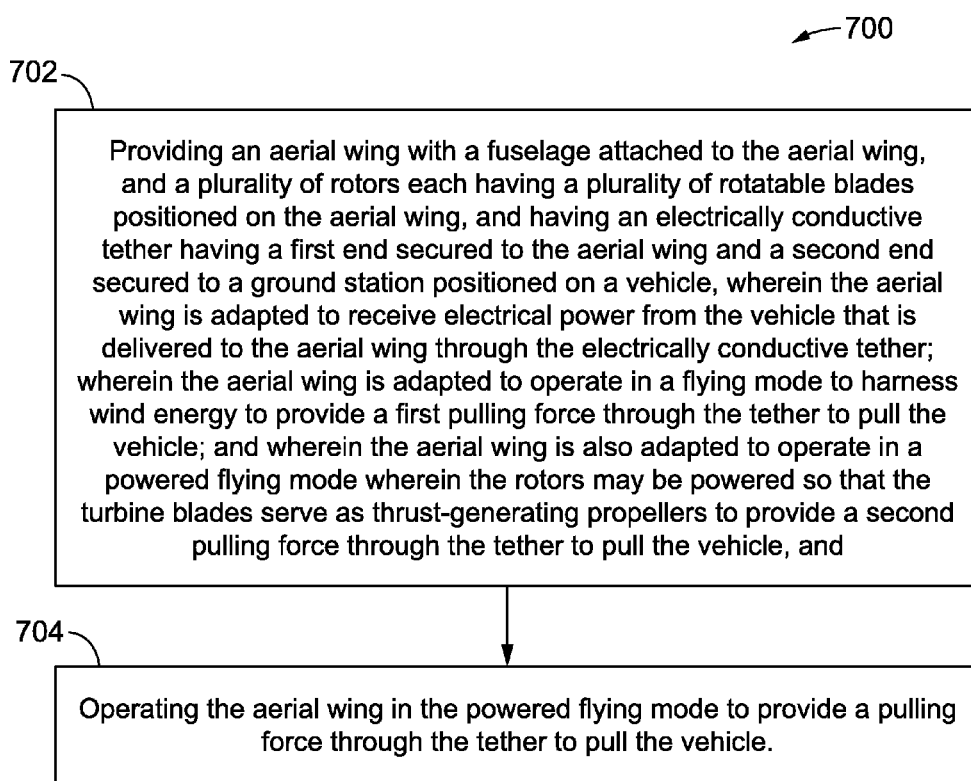 700
702
Providing an aerial wing with a fuselage attached to the aerial wing,
and a plurality of rotors each having a plurality of rotatable blades
positioned on the aerial wing, and having an electrically conductive
tether having a first end secured to the aerial wing and a second end
secured to a ground station positioned on a vehicle, wherein the aerial
wing is adapted to receive electrical power from the vehicle that is
delivered to the aerial wing through the electrically conductive tether;
wherein the aerial wing is adapted to operate in a flying mode to harness
wind energy to provide a first pulling force through the tether to pull the
vehicle; and wherein the aerial wing is also adapted to operate in a
powered flying mode wherein the rotors may be powered so that the
turbine blades serve as thrust-generating propellers to provide a second
pulling force through the tether to pull the vehicle, and
704
Operating the aerial wing in the powered flying mode to provide a pulling
force through the tether to pull the vehicle.